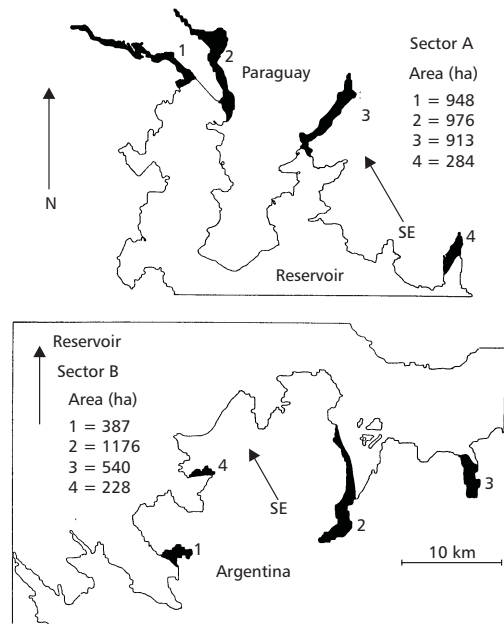 1
2
Paraguay
3
Sector A
Area (ha)
1 = 948
2 = 976
3 = 913
4 = 284
N
SE
4
Reservoir
Reservoir
Sector B
Area (ha)
1 = 387
2 = 1176
3 = 540
4 = 228
4
SE
3
2
1
Argentina
10 km